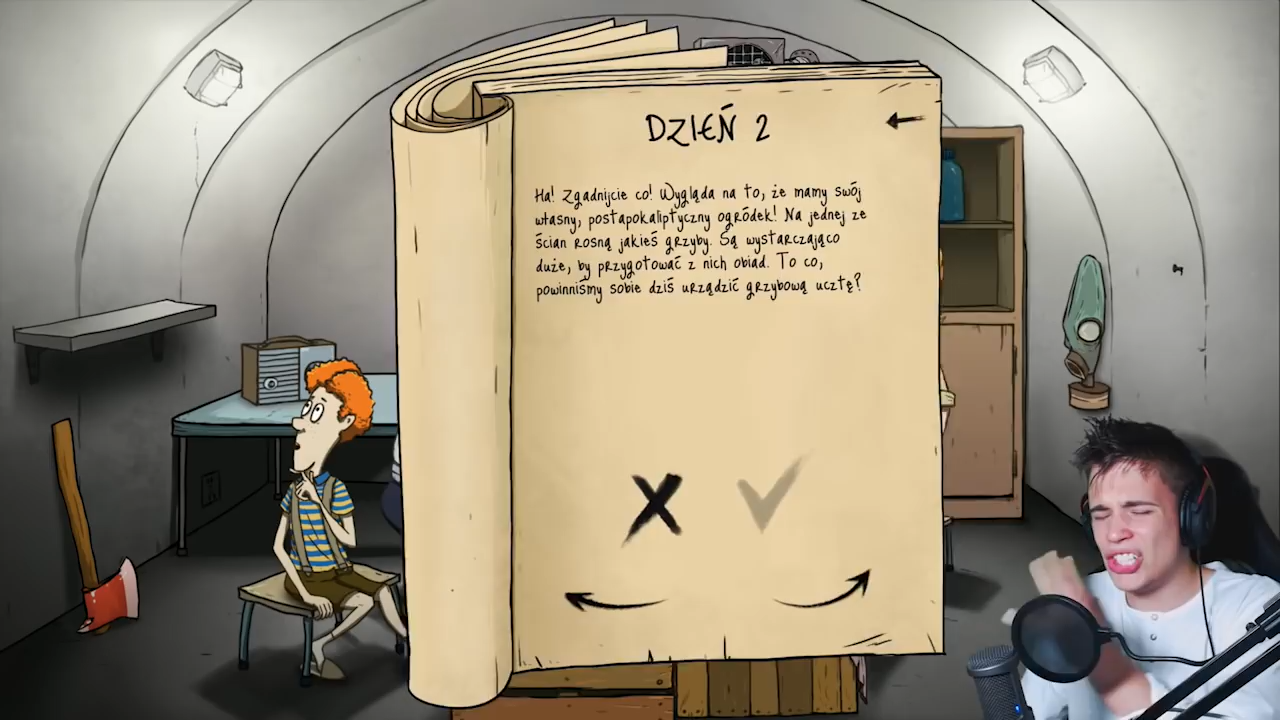 DZIEŃ 2
Ha! Zgadnijcie co! Wygląda na to, że mamy swój
własny, postapokaliptyczny ogródek! Na jednej ze
ścian rosną jakieś grzyby. Są wystarczająco
duże, by przygotować z nich obiad. To co,
powinniśmy sobie dziś urządzić grzybową ucztę?